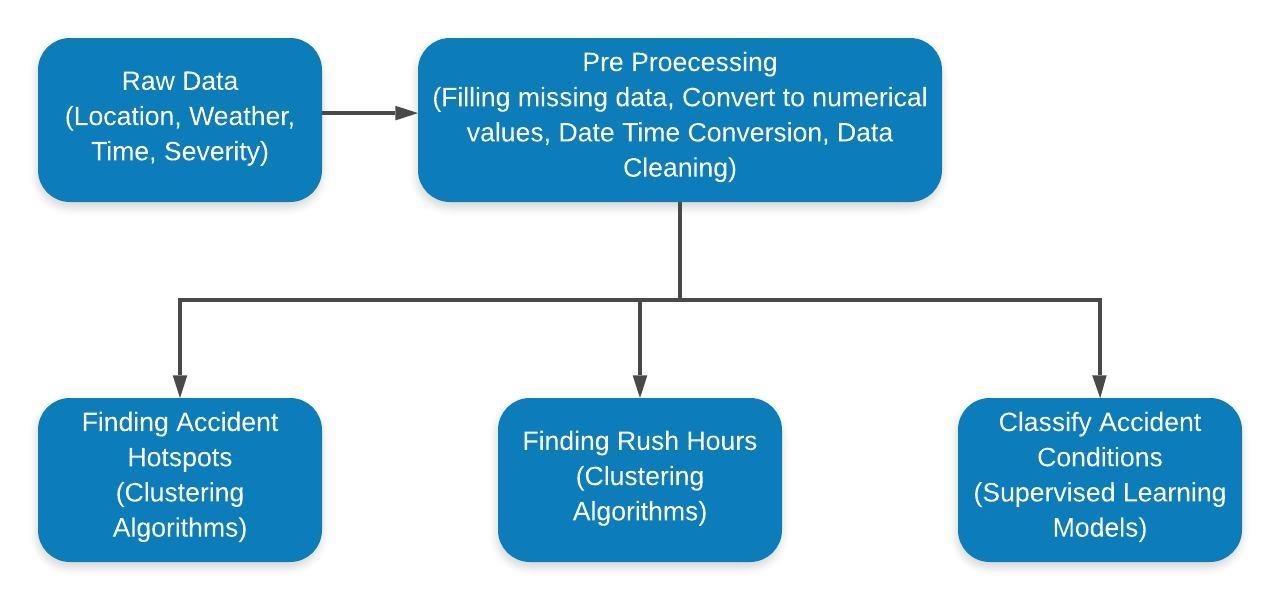 Raw Data
(Location, Weather,
Time, Severity)
Pre Proecessing
(Filling missing data, Convert to numerical
values, Date Time Conversion, Data
Cleaning)
Finding Accident
Hotspots
(Clustering
Algorithms)
Finding Rush Hours
(Clustering
Algorithms)
Classify Accident
Conditions
(Supervised Learning
Models)